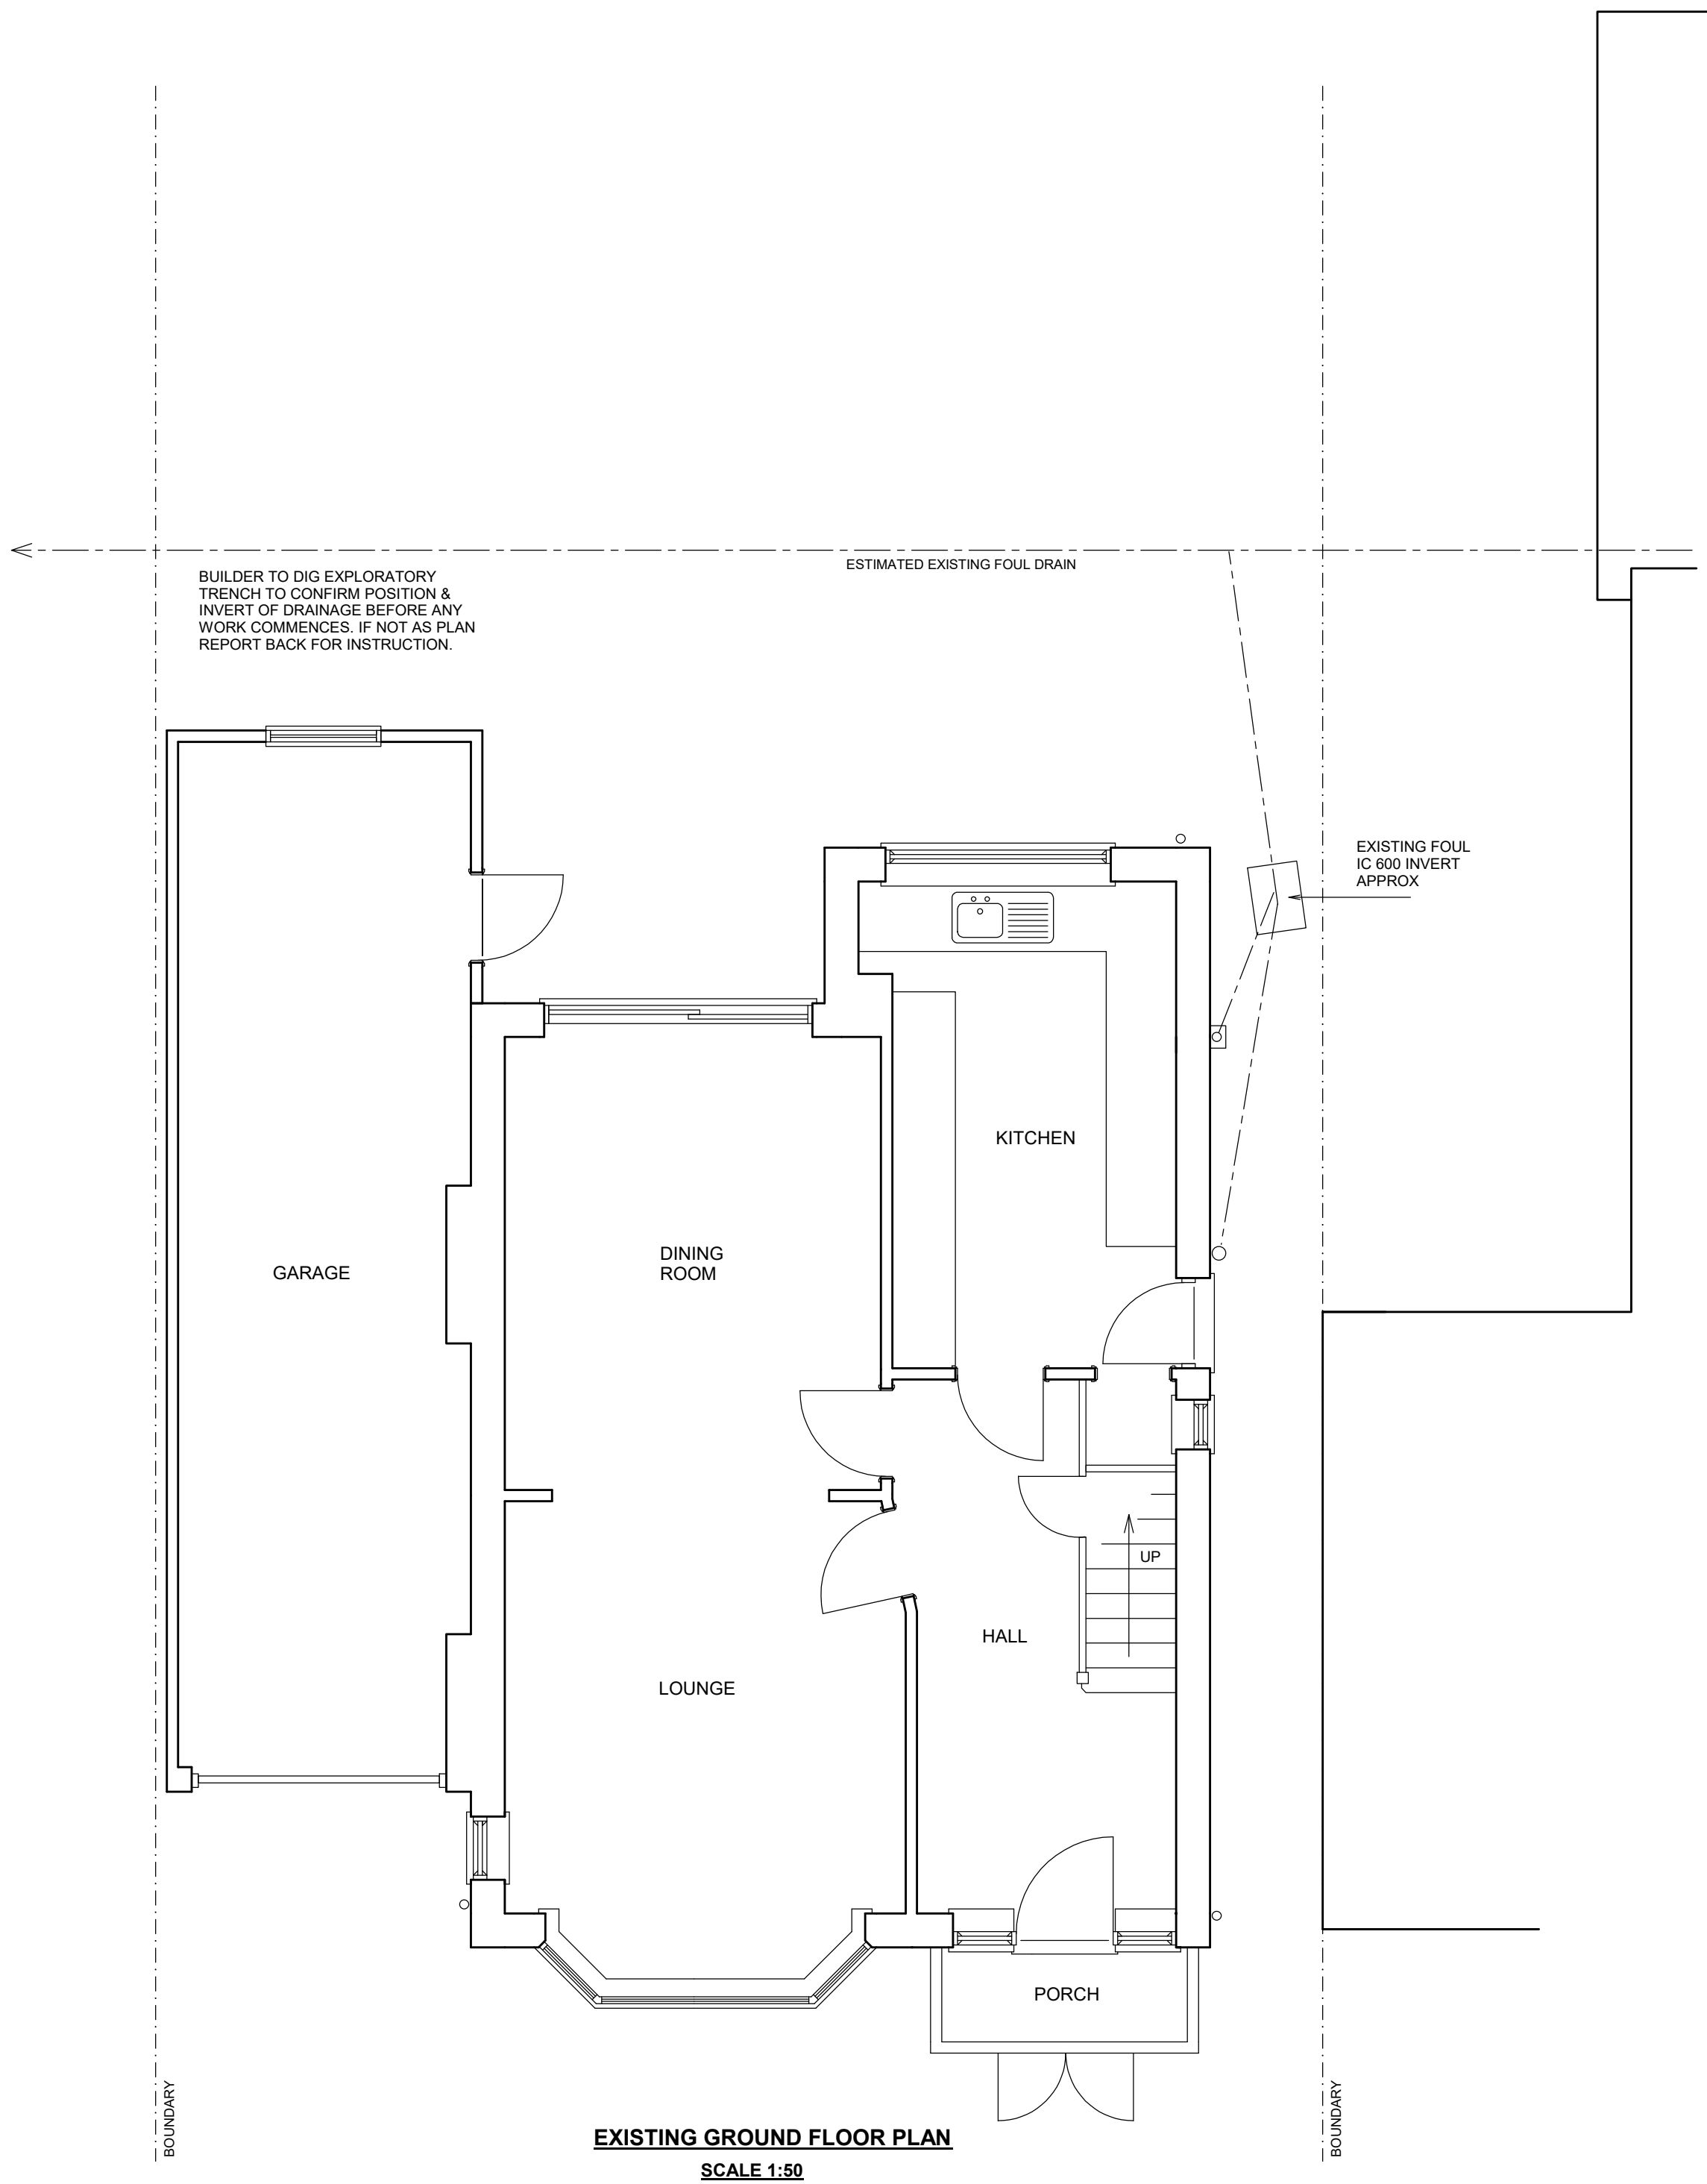 ESTIMATED EXISTING FOUL DRAIN
BUILDER TO DIG EXPLORATORY
TRENCH TO CONFIRM POSITION &
INVERT OF DRAINAGE BEFORE ANY
WORK COMMENCES. IF NOT AS PLAN
REPORT BACK FOR INSTRUCTION.
EXISTING FOUL
IC 600 INVERT
APPROX
KITCHEN
DINING
ROOM
GARAGE
UP
HALL
LOUNGE
PORCH
BOUNDARY
BOUNDARY
EXISTING GROUND FLOOR PLAN
SCALE 1:50